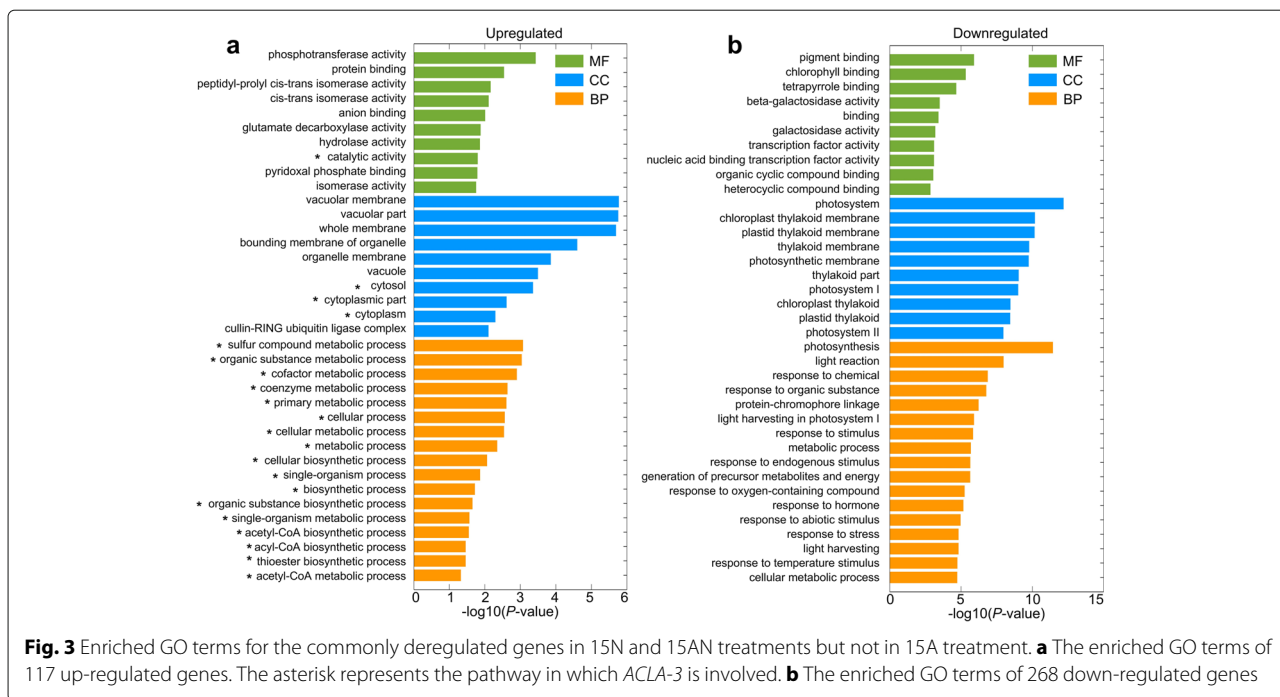 a
Upregulated
phosphotransferase activity
protein binding
peptidyl-prolyl cis-trans isomerase activity
cis-trans isomerase activity
anion binding
glutamate decarboxylase activity
hydrolase activity
* catalytic activity
pyridoxal phosphate binding
isomerase activity
vacuolar membrane
vacuolar part
whole membrane
bounding membrane of organelle
organelle membrane
vacuole
* cytosol
* cytoplasmic part
* cytoplasm
cullin-RING ubiquitin ligase complex
* sulfur compound metabolic process
* organic substance metabolic process
* cofactor metabolic process
* coenzyme metabolic process
* primary metabolic process
* cellular process
* cellular metabolic process
* metabolic process
* cellular biosynthetic process
* single-organism process
* biosynthetic process
* organic substance biosynthetic process
* single-organism metabolic process
* acetyl-CoA biosynthetic process
* acyl-CoA biosynthetic process
* thioester biosynthetic process
* acetyl-CoA metabolic process
MF
CC
BP
0 1 2 3 4 5 6
-log10(P-value)
b
Downregulated
pigment binding
chlorophyll binding
tetrapyrrole binding
beta-galactosidase activity
binding
galactosidase activity
transcription factor activity
nucleic acid binding transcription factor activity
organic cyclic compound binding
heterocyclic compound binding
photosystem
chloroplast thylakoid membrane
plastid thylakoid membrane
thylakoid membrane
photosynthetic membrane
thylakoid part
photosystem I
chloroplast thylakoid
plastid thylakoid
photosystem II
photosynthesis
light reaction
response to chemical
response to organic substance
protein-chromophore linkage
light harvesting in photosystem I
response to stimulus
metabolic process
response to endogenous stimulus
generation of precursor metabolites and energy
response to oxygen-containing compound
response to hormone
response to abiotic stimulus
response to stress
light harvesting
response to temperature stimulus
cellular metabolic process
MF
CC
BP
0 5 10 15
-log10(P-value)
Fig. 3 Enriched GO terms for the commonly deregulated genes in 15N and 15AN treatments but not in 15A treatment. a The enriched GO terms of
117 up-regulated genes. The asterisk represents the pathway in which ACLA-3 is involved. b The enriched GO terms of 268 down-regulated genes